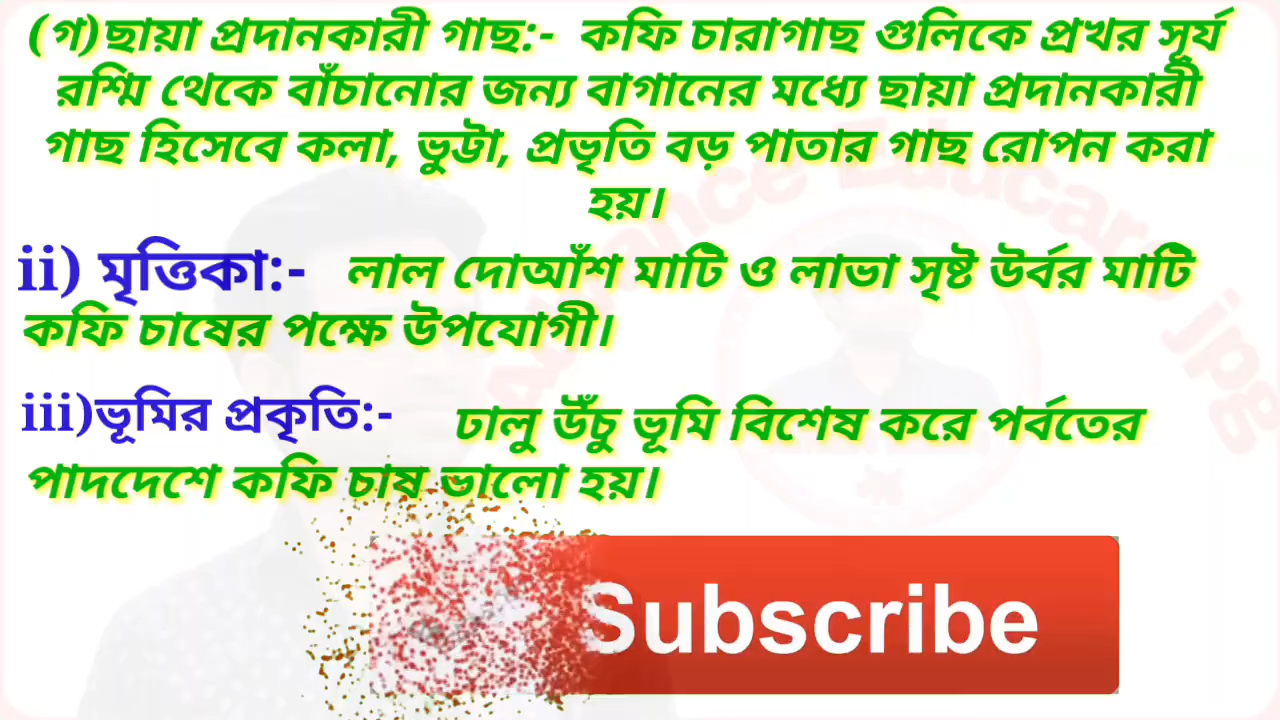 (গ)ছায়া প্রদানকারী গাছ:- কফি চারাগাছ গুলিকে প্রখর সূর্য
রশ্মি থেকে বাঁচানোর জন্য বাগানের মধ্যে ছায়া প্রদানকারী
গাছ হিসেবে কলা, ভুট্টা, প্রভৃতি বড় পাতার গাছ রোপন করা
হয়।
ii) মৃত্তিকা:- লাল দোআঁশ মাটি ও লাভা সৃষ্ট উর্বর মাটি
কফি চাষের পক্ষে উপযোগী।
iii)ভূমির প্রকৃতি:- ঢালু উঁচু ভূমি বিশেষ করে পর্বতের
পাদদেশে কফি চাষ ভালো হয়।
Subscribe